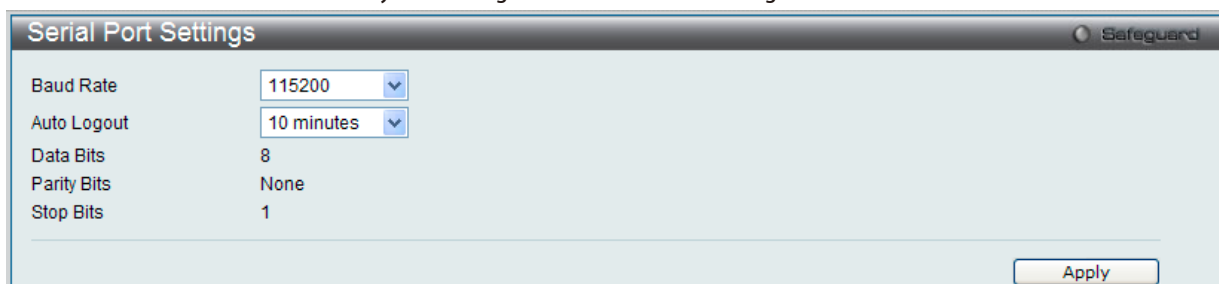 Serial Port Settings
Safeguard
Baud Rate 115200
Auto Logout 10 minutes
Data Bits 8
Parity Bits None
Stop Bits 1
Apply